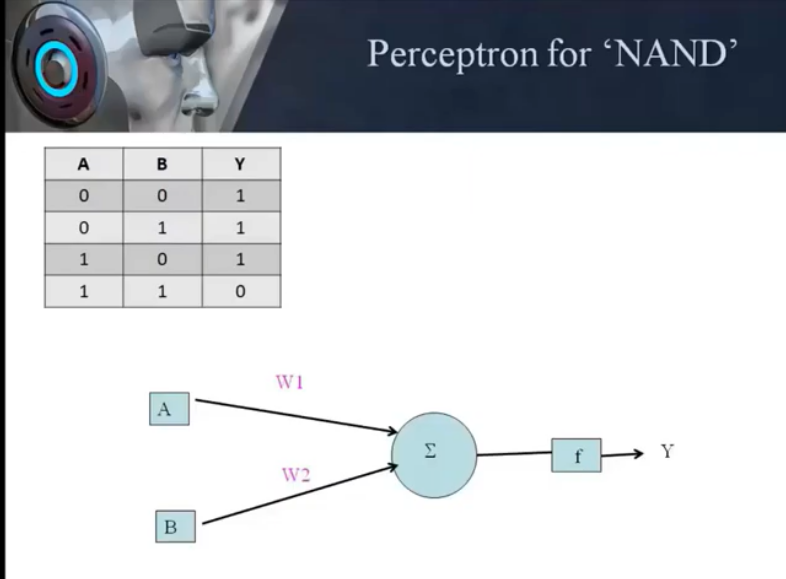 Perceptron for ‘NAND’
A B Y
0 0 1
0 1 1
1 0 1
1 1 0
W1
A
Σ
f
Y
W2
B